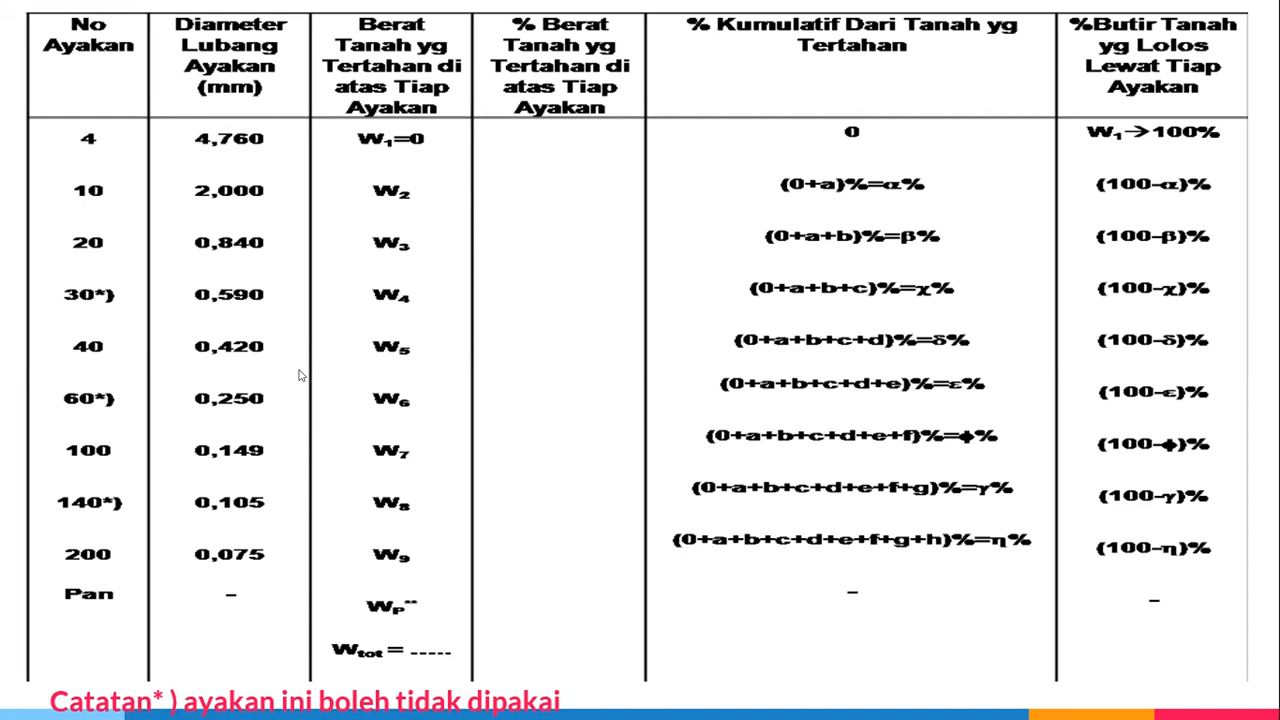 No Ayakan | Diameter Lubang Ayakan (mm) | Berat Tanah yg Tertahan di atas Tiap Ayakan | % Berat Tanah yg Tertahan di atas Tiap Ayakan | % Kumulatif Dari Tanah yg Tertahan | %Butir Tanah yg Lolos Lewat Tiap Ayakan
4 | 4,760 | W₁=0 | | 0 | W₁→100%
10 | 2,000 | W₂ | | (0+a)%=α% | (100-α)%
20 | 0,840 | W₃ | | (0+a+b)%=β% | (100-β)%
30*) | 0,590 | W₄ | | (0+a+b+c)%=χ% | (100-χ)%
40 | 0,420 | W₅ | | (0+a+b+c+d)%=δ% | (100-δ)%
60*) | 0,250 | W₆ | | (0+a+b+c+d+e)%=ε% | (100-ε)%
100 | 0,149 | W₇ | | (0+a+b+c+d+e+f)%=ϕ% | (100-ϕ)%
140*) | 0,105 | W₈ | | (0+a+b+c+d+e+f+g)%=γ% | (100-γ)%
200 | 0,075 | W₉ | | (0+a+b+c+d+e+f+g+h)%=η% | (100-η)%
Pan | – | Wₚ** | | – | –
Wtot = -----
Catatan* ) ayakan ini boleh tidak dipakai